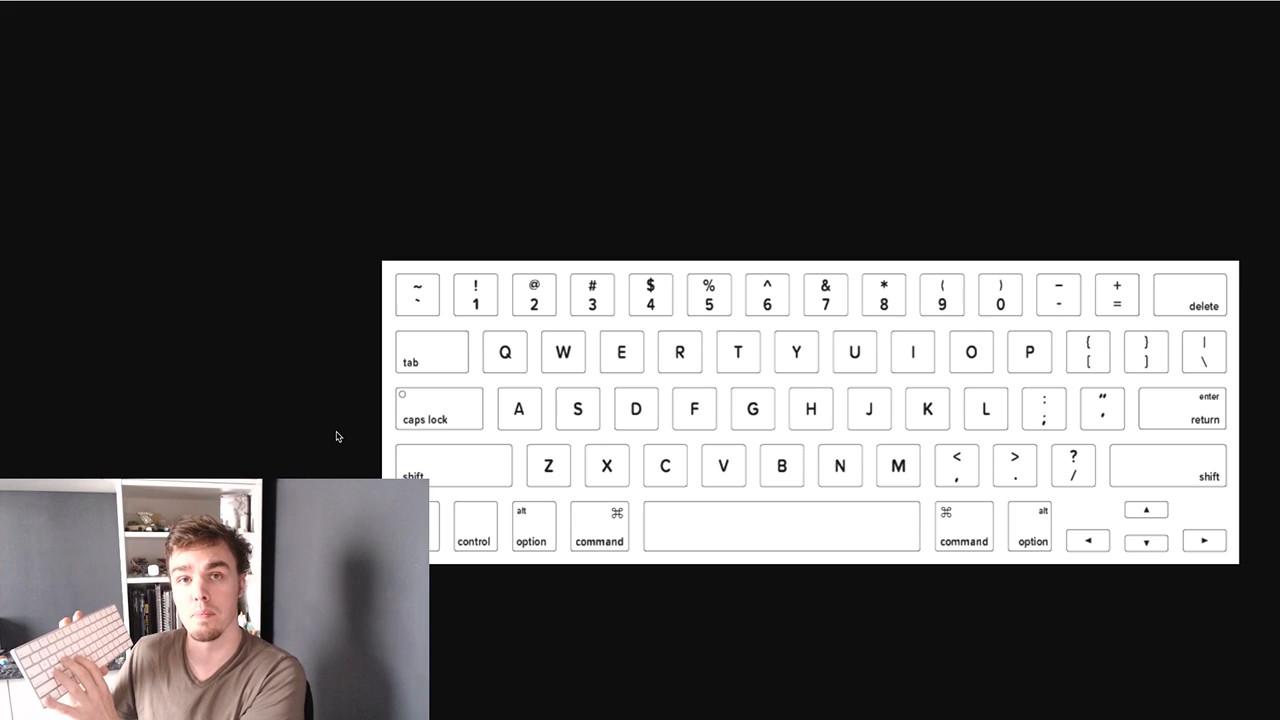 ~ ! @ # $ % ^ & * ( ) – +
` 1 2 3 4 5 6 7 8 9 0 - = delete
tab Q W E R T Y U I O P { [ } ] | \
caps lock A S D F G H J K L : ; “ ‘ enter return
shift Z X C V B N M < , > . ? / shift
control alt option ⌘ command ⌘ command alt option ◀ ▲ ▼ ▶